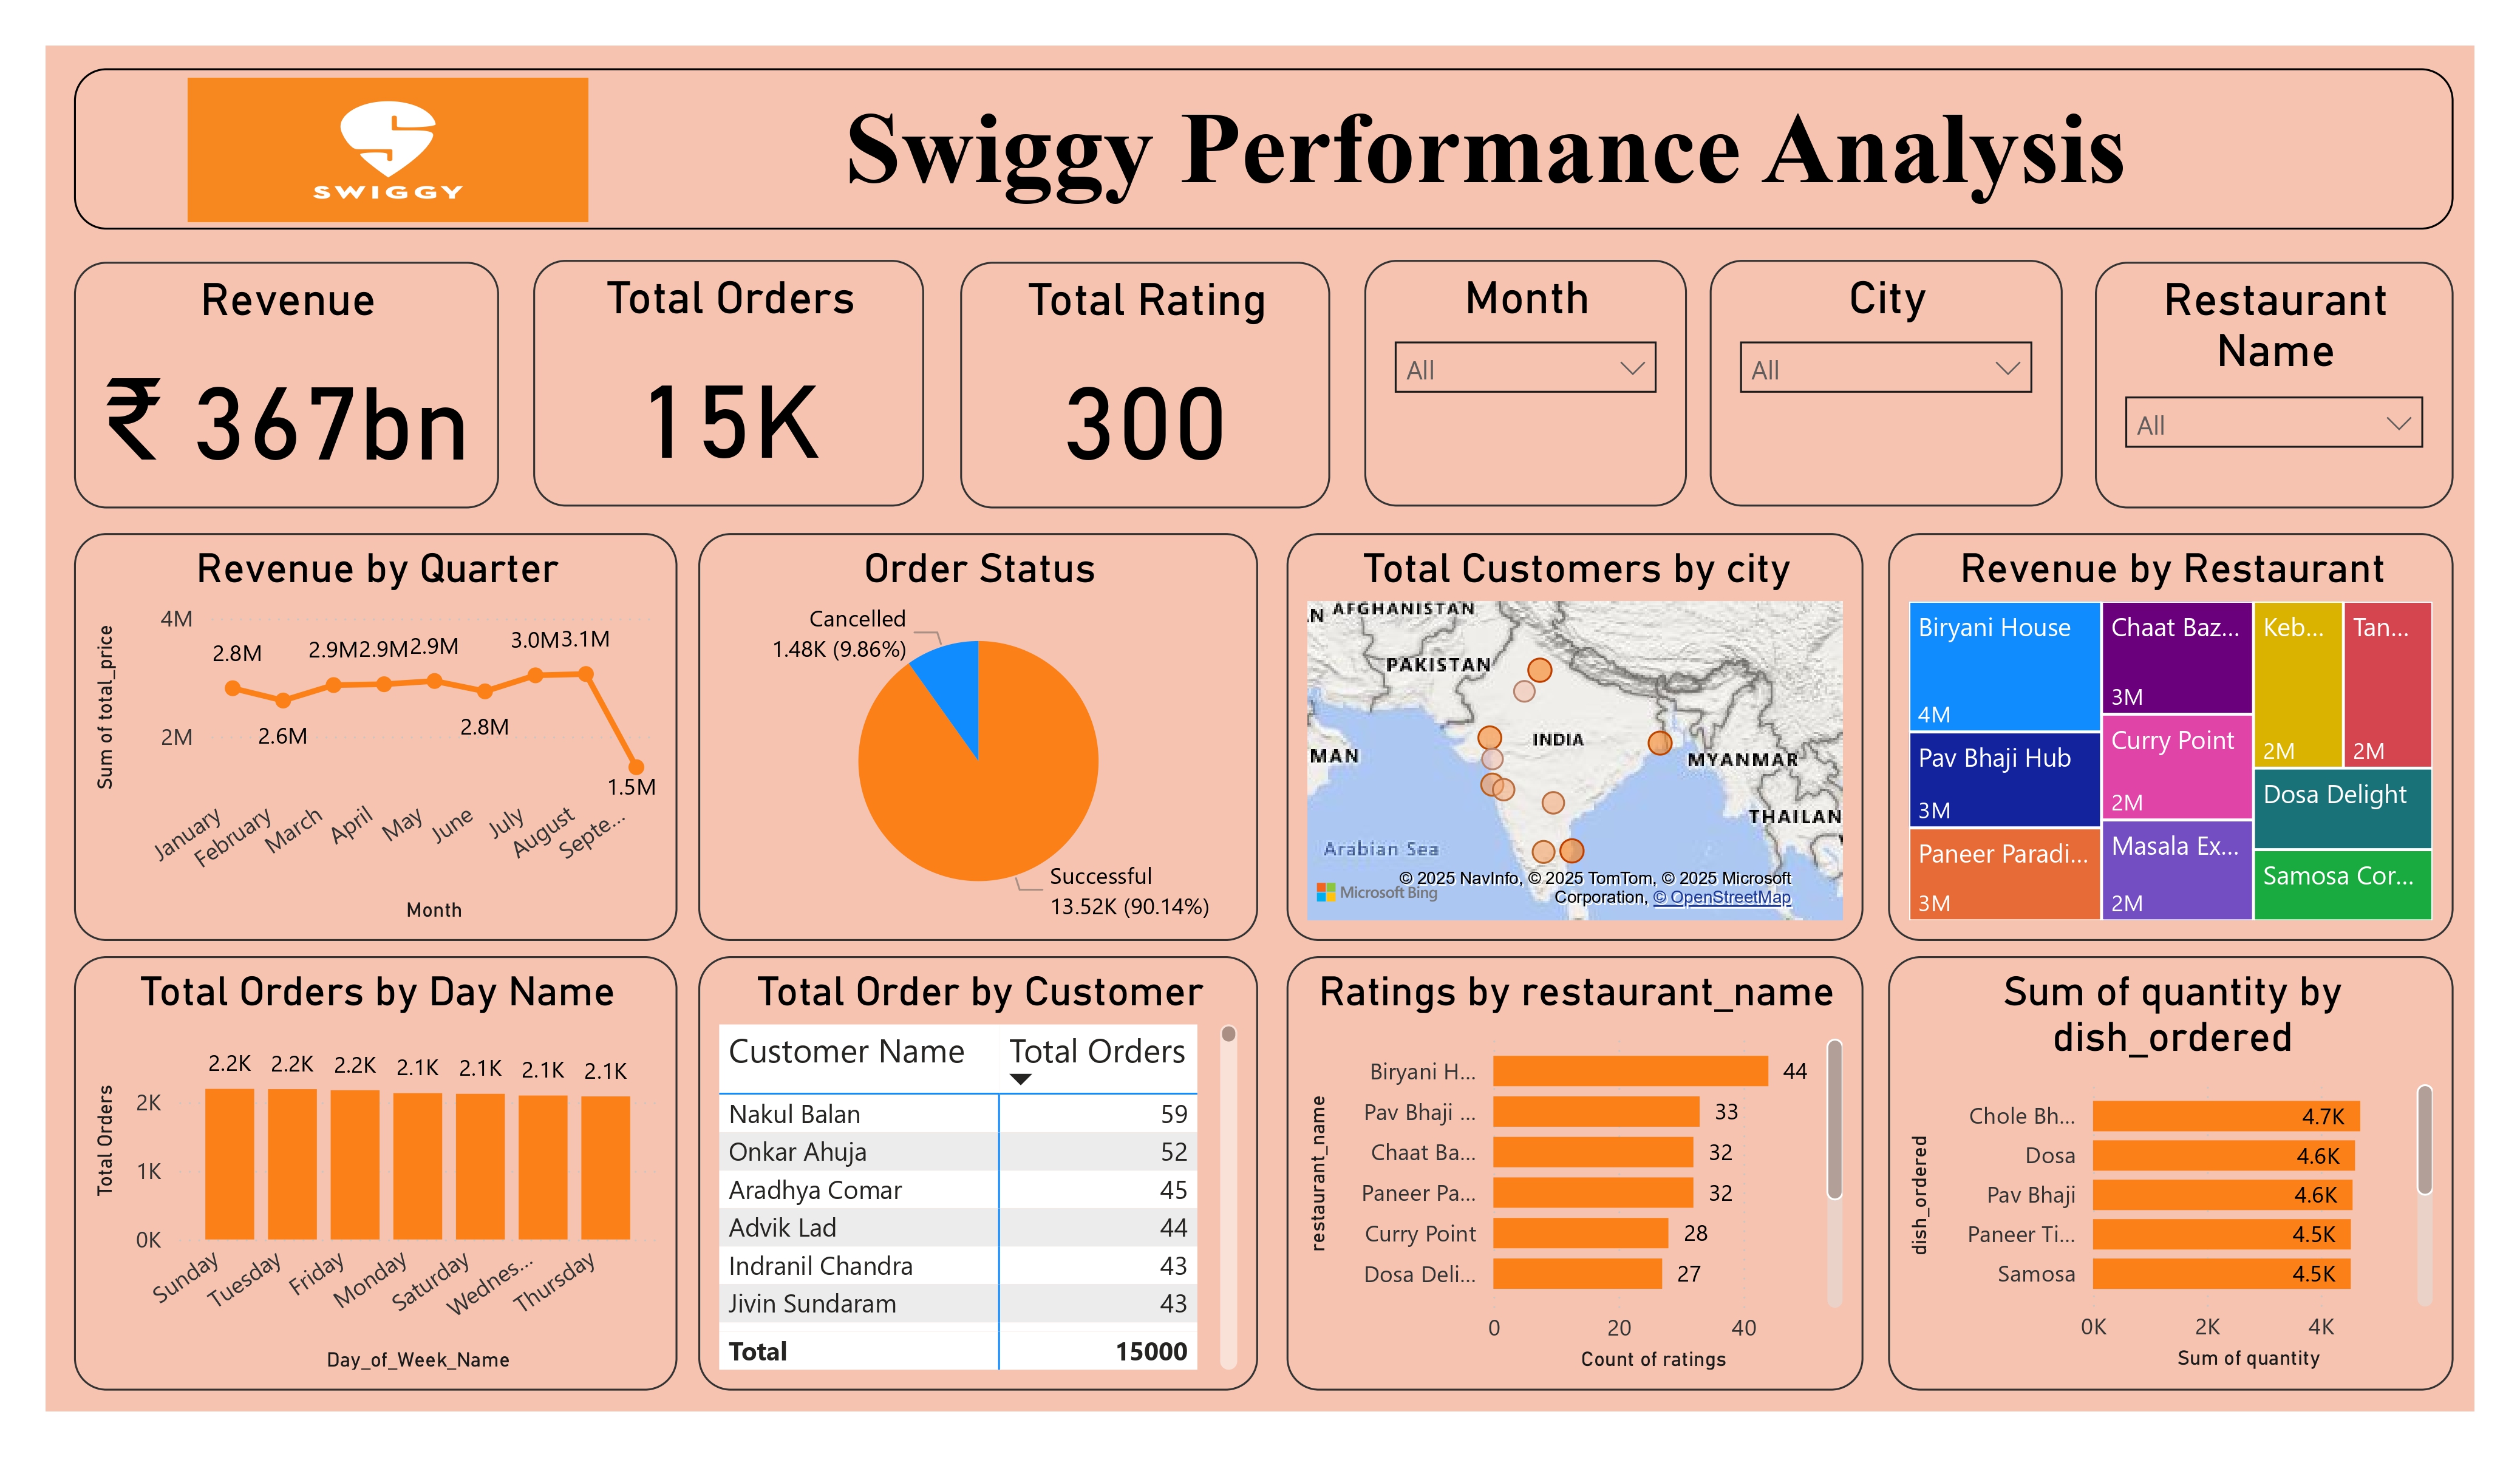 SWIGGY
Swiggy Performance Analysis
Revenue
₹ 367bn
Total Orders
15K
Total Rating
300
Month
All
City
All
Restaurant
Name
All
Revenue by Quarter
Sum of total_price
4M
2M
2.8M
2.6M
2.9M
2.9M
2.9M
2.8M
3.0M
3.1M
1.5M
January
February
March
April
May
June
July
August
Septe...
Month
Order Status
Cancelled
1.48K (9.86%)
Successful
13.52K (90.14%)
Total Customers by city
AFGHANISTAN
PAKISTAN
INDIA
MAN
MYANMAR
THAILAN
Arabian Sea
Microsoft Bing
© 2025 NavInfo, © 2025 TomTom, © 2025 Microsoft
Corporation, © OpenStreetMap
Revenue by Restaurant
Biryani House
4M
Pav Bhaji Hub
3M
Paneer Paradi...
3M
Chaat Baz...
3M
Curry Point
2M
Masala Ex...
2M
Keb...
2M
Tan...
2M
Dosa Delight
Samosa Cor...
Total Orders by Day Name
Total Orders
2K
1K
0K
2.2K
2.2K
2.2K
2.1K
2.1K
2.1K
2.1K
Sunday
Tuesday
Friday
Monday
Saturday
Wednes...
Thursday
Day_of_Week_Name
Total Order by Customer
Customer Name Total Orders
Nakul Balan 59
Onkar Ahuja 52
Aradhya Comar 45
Advik Lad 44
Indranil Chandra 43
Jivin Sundaram 43
Total 15000
Ratings by restaurant_name
restaurant_name
Biryani H... 44
Pav Bhaji ... 33
Chaat Ba... 32
Paneer Pa... 32
Curry Point 28
Dosa Deli... 27
0 20 40
Count of ratings
Sum of quantity by
dish_ordered
dish_ordered
Chole Bh... 4.7K
Dosa 4.6K
Pav Bhaji 4.6K
Paneer Ti... 4.5K
Samosa 4.5K
0K 2K 4K
Sum of quantity